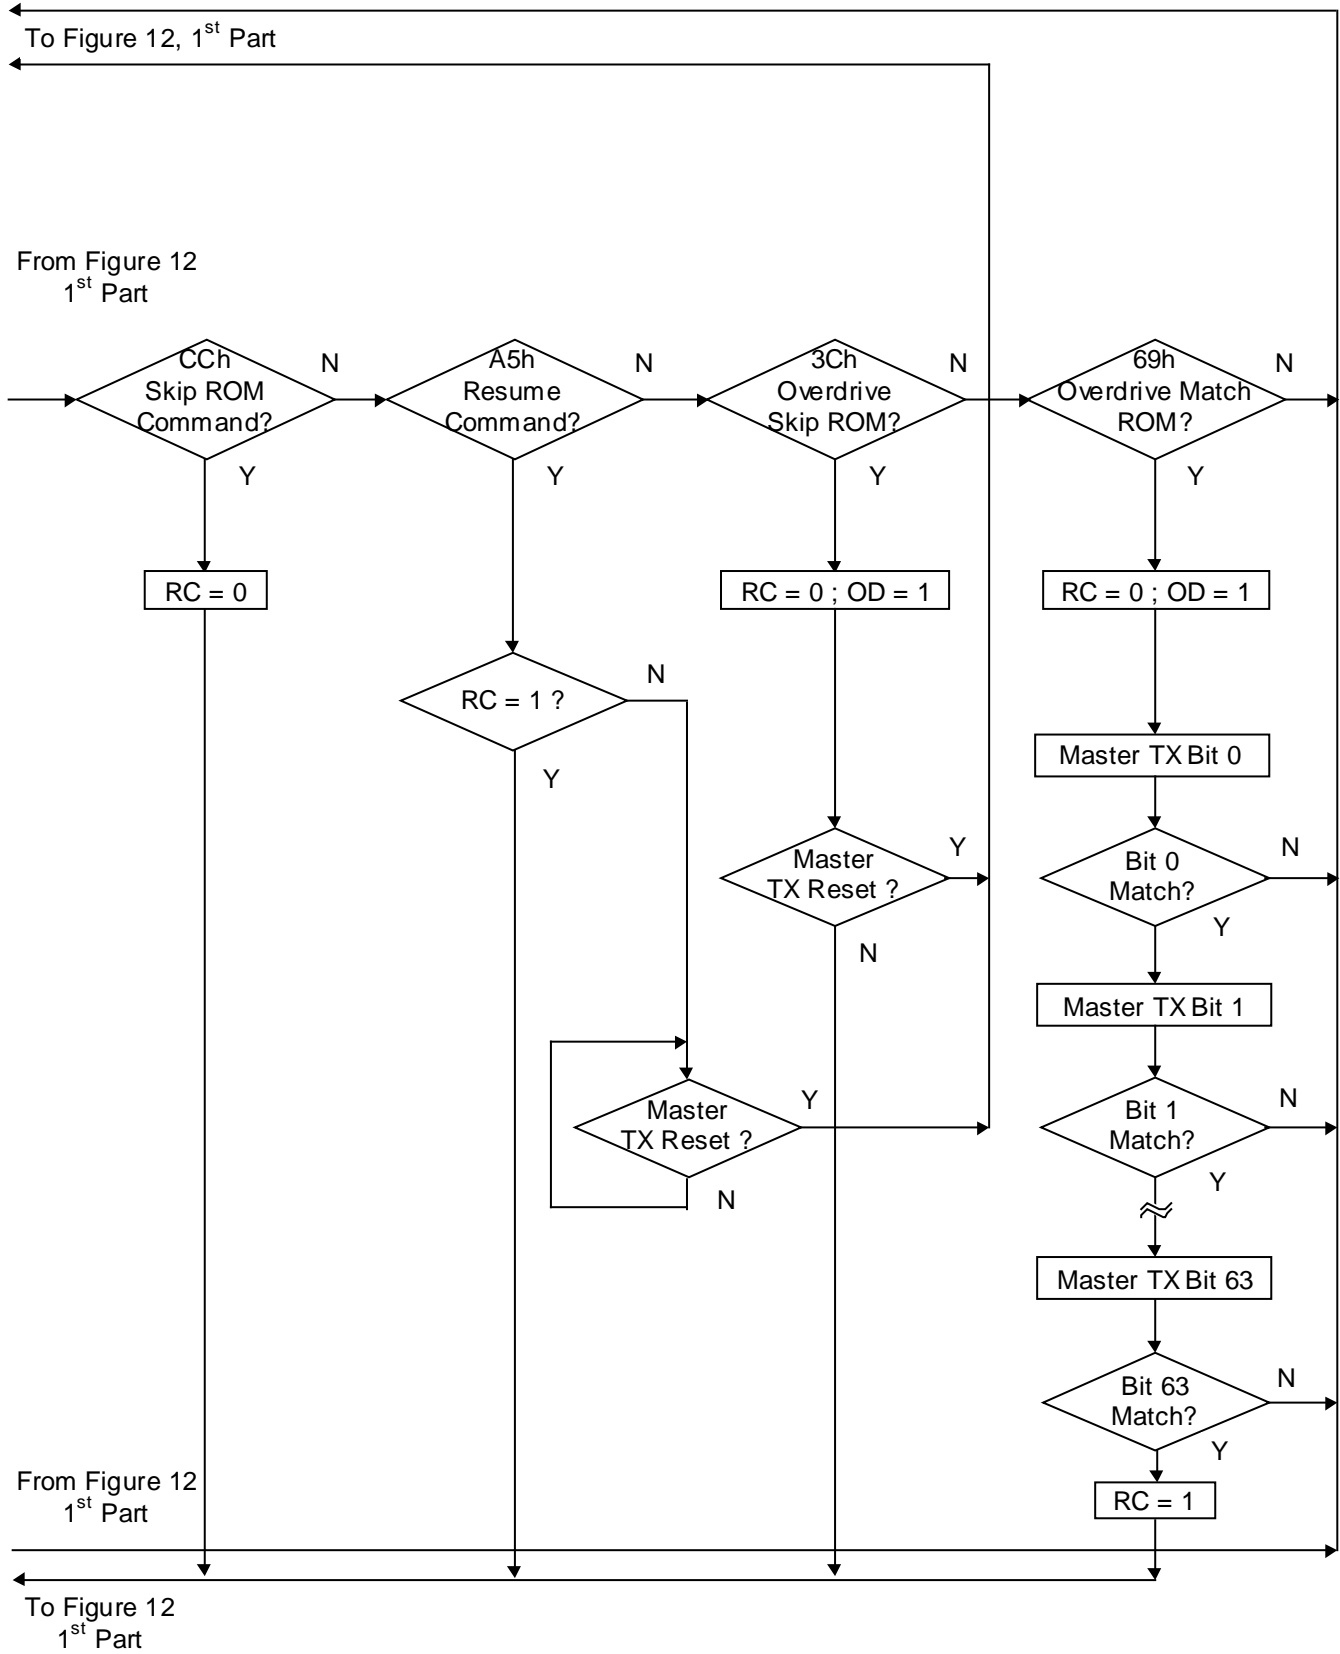 To Figure 12, 1st Part
From Figure 12
1st Part
CCh
Skip ROM
Command?
N
Y
A5h
Resume
Command?
N
Y
3Ch
Overdrive
Skip ROM?
N
Y
69h
Overdrive Match
ROM?
N
Y
RC = 0
RC = 0 ; OD = 1
RC = 0 ; OD = 1
RC = 1 ?
N
Y
Master TX Bit 0
Master
TX Reset ?
Y
N
Bit 0
Match?
N
Y
Master TX Bit 1
Master
TX Reset ?
Y
N
Bit 1
Match?
N
Y
Master TX Bit 63
Bit 63
Match?
N
Y
RC = 1
From Figure 12
1st Part
To Figure 12
1st Part